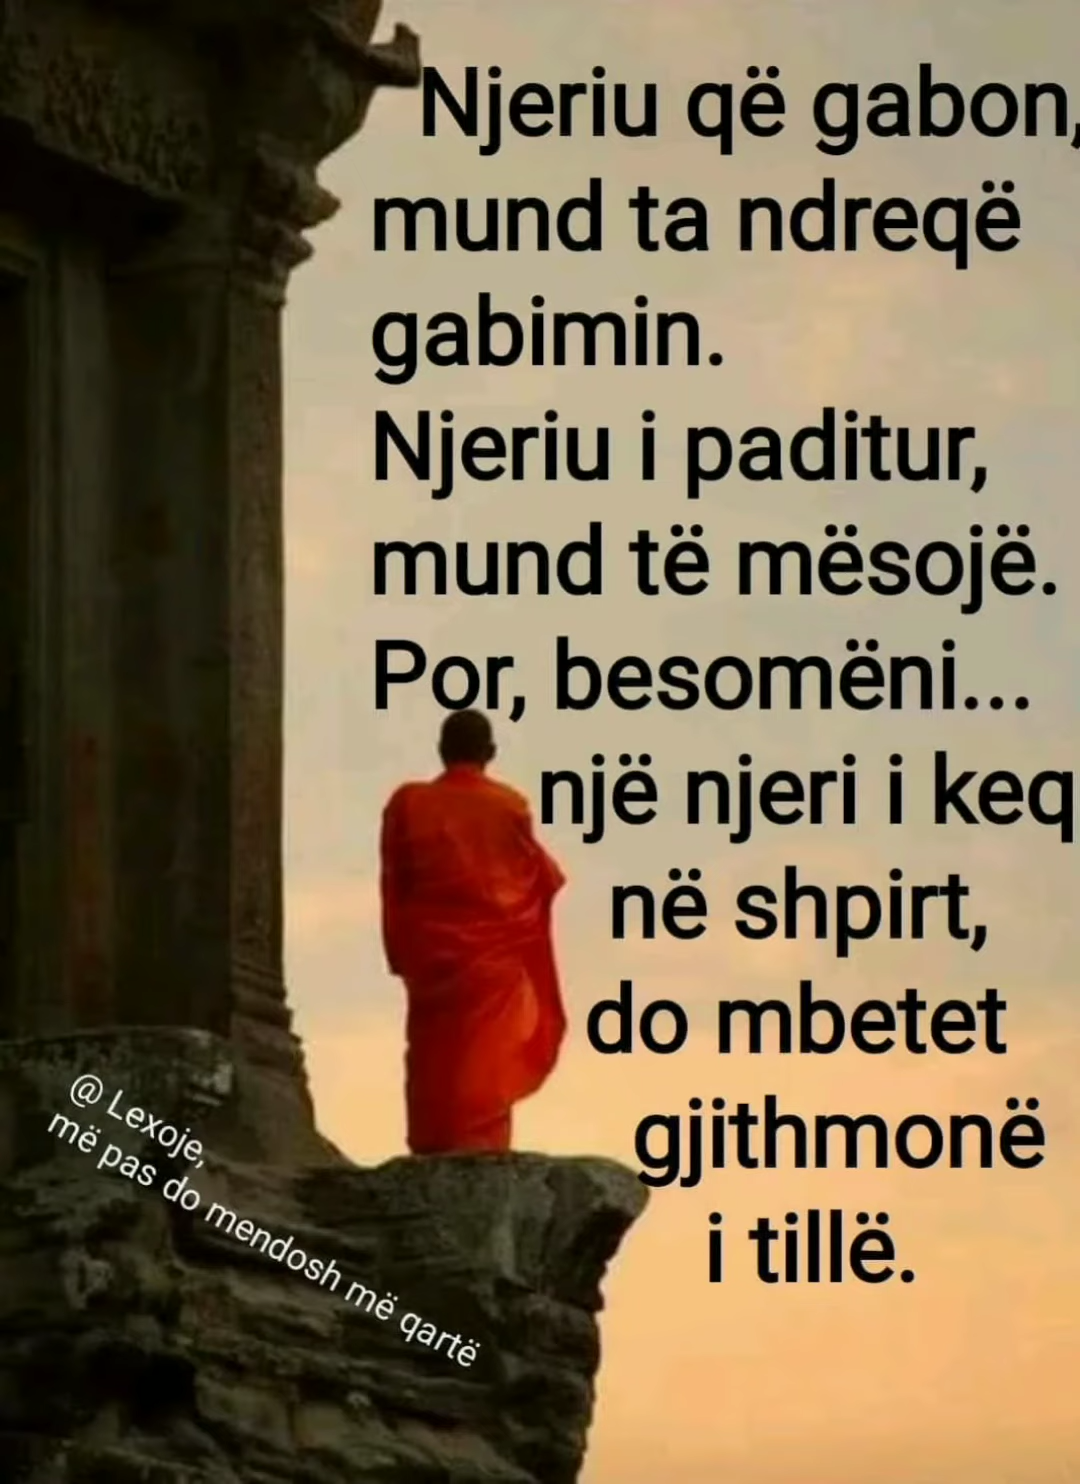 Njeriu që gabon,
mund ta ndreqë
gabimin.
Njeriu i paditur,
mund të mësojë.
Por, besomëni...
një njeri i keq
në shpirt,
do mbetet
gjithmonë
i tillë.
@ Lexoje,
më pas do mendosh më qartë